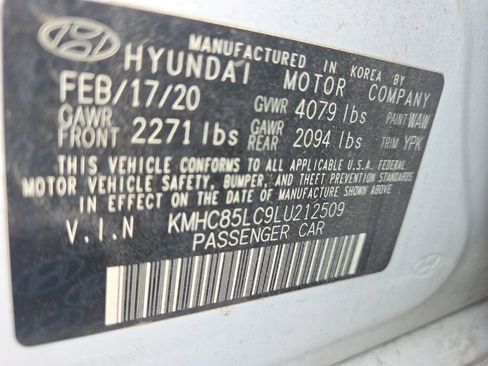 MANUFACTURED IN KOREA BY
HYUNDAI MOTOR COMPANY
FEB/17/20 GVWR 4079 lbs PAINT WAW
GAWR FRONT 2271 lbs GAWR REAR 2094 lbs TRIM YPK
THIS VEHICLE CONFORMS TO ALL APPLICABLE U.S.A. FEDERAL
MOTOR VEHICLE SAFETY, BUMPER, AND THEFT PREVENTION STANDARDS
IN EFFECT ON THE DATE OF MANUFACTURE SHOWN ABOVE.
V.I.N KMHC85LC9LU212509
PASSENGER CAR